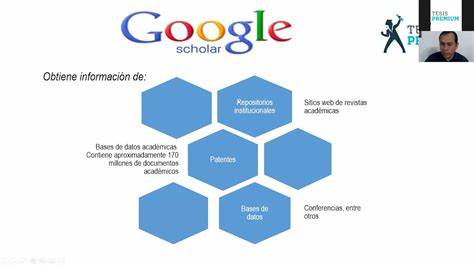 Google
scholar
TESIS
PREMIUM
Obtiene información de:
Repositorios
institucionales
Sitios web de revistas
académicas
Bases de datos académicas.
Contiene aproximadamente 170
millones de documentos
académicos
Patentes
Bases de
datos
Conferencias, entre
otros